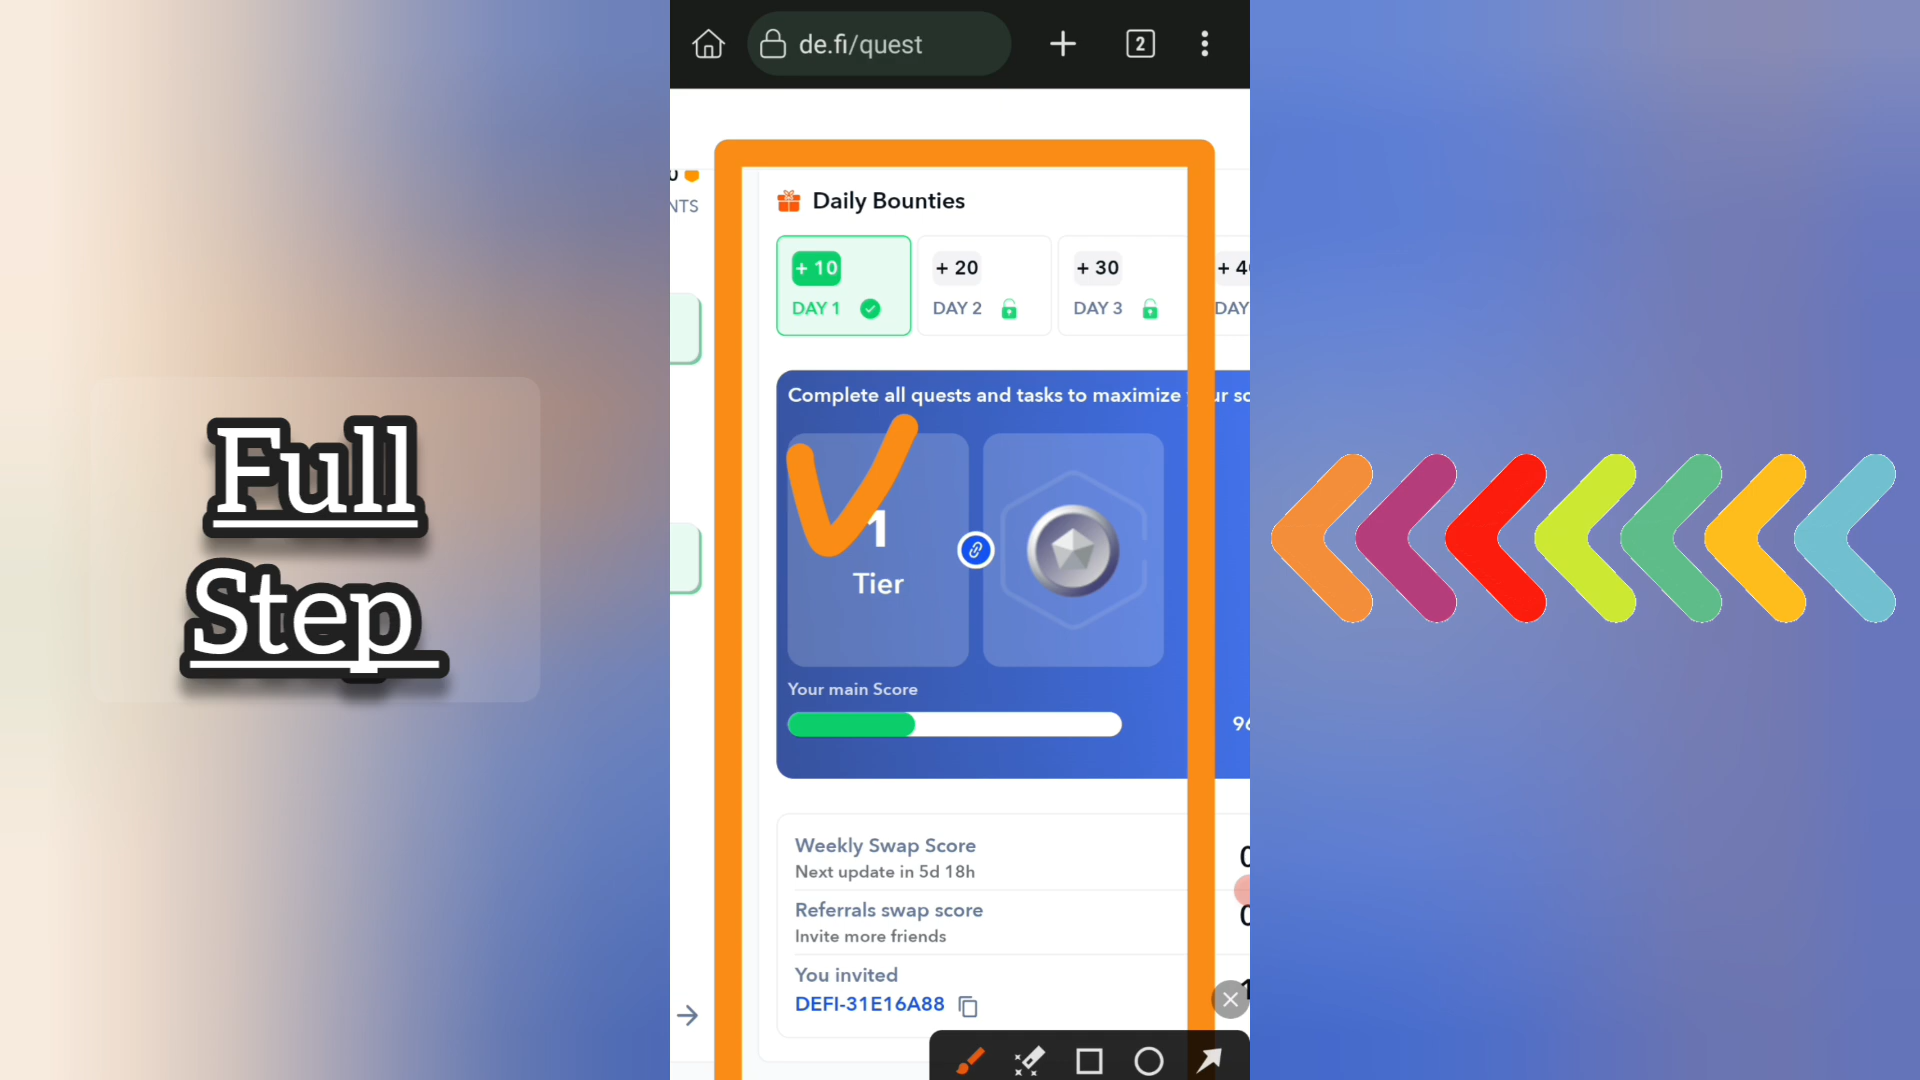 Full
Step
de.fi/quest
2
NTS
Daily Bounties
+ 10
DAY 1
+ 20
DAY 2
+ 30
DAY 3
DAY
Complete all quests and tasks to maximize
1
Tier
Your main Score
Weekly Swap Score
Next update in 5d 18h
Referrals swap score
Invite more friends
You invited
DEFI-31E16A88